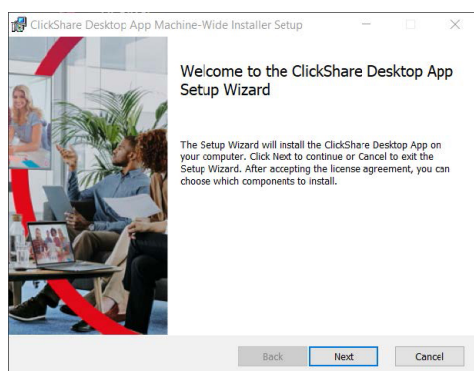 ClickShare Desktop App Machine-Wide Installer Setup
Welcome to the ClickShare Desktop App
Setup Wizard
The Setup Wizard will install the ClickShare Desktop App on
your computer. Click Next to continue or Cancel to exit the
Setup Wizard. After accepting the license agreement, you can
choose which components to install.
Back
Next
Cancel